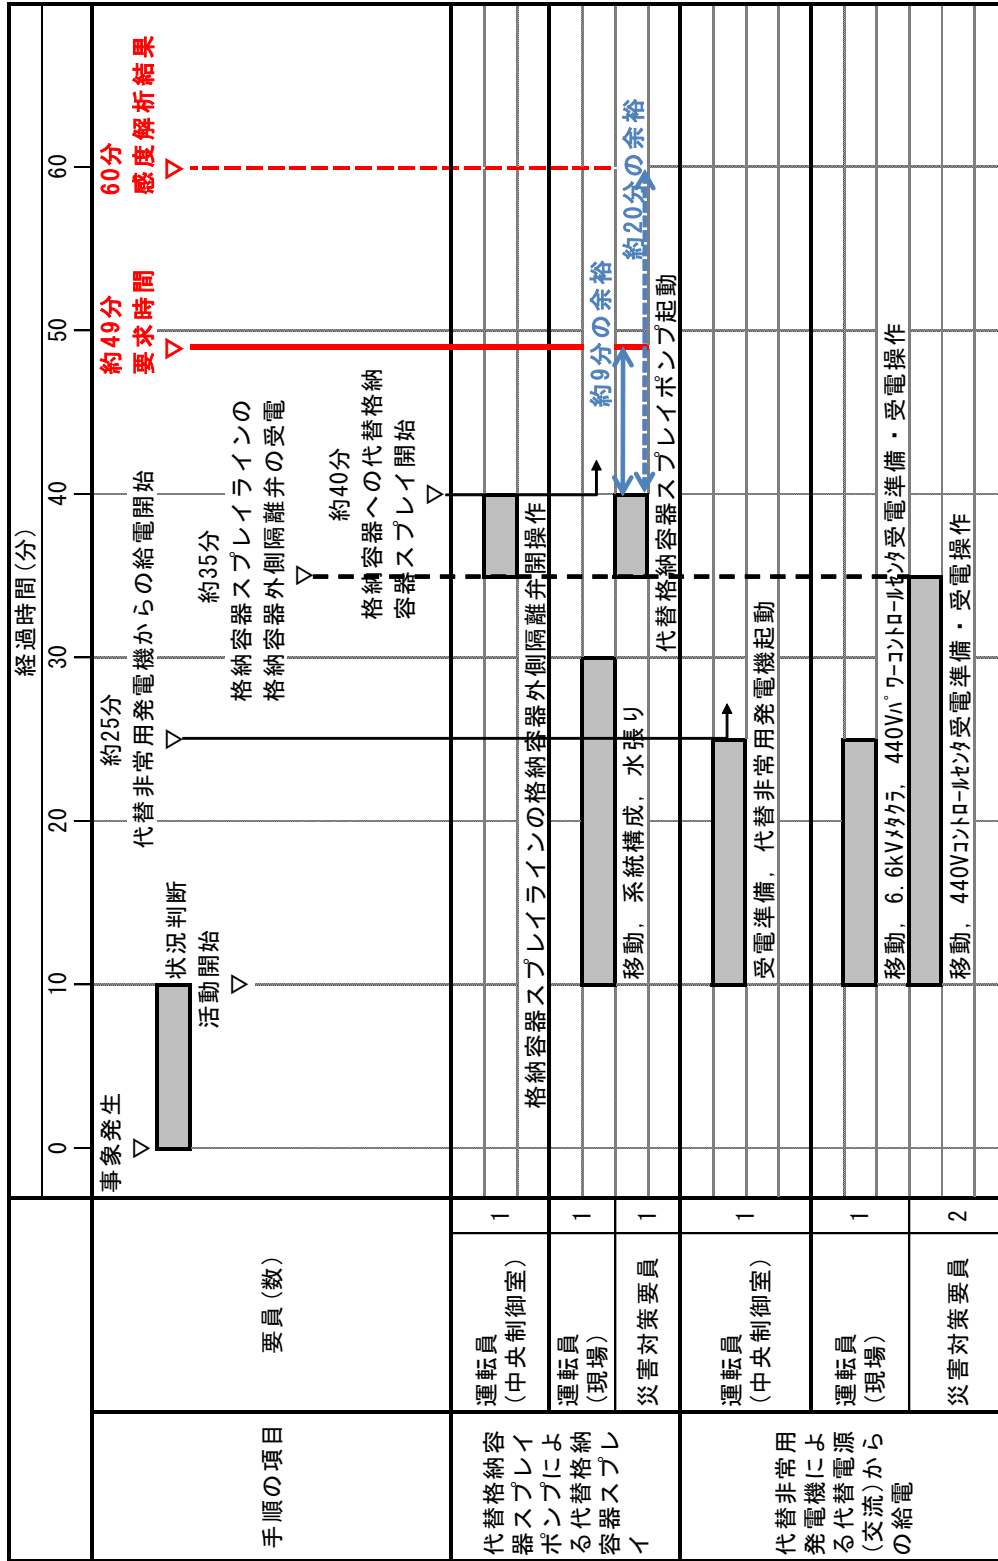 経過時間(分)
0
10
20
30
40
50
60
手順の項目
要員(数)
事象発生
状況判断
活動開始
約25分
代替非常用発電機からの給電開始
約35分
格納容器スプレイラインの
格納容器外側隔離弁の受電
約40分
格納容器への代替格納
容器スプレイ開始
約49分
要求時間
60分
感度解析結果
代替格納容
器スプレイ
ポンプによ
る代替格納
容器スプレ
イ
運転員
(中央制御室)
1
格納容器スプレイラインの格納容器外側隔離弁開操作
運転員
(現場)
1
移動, 系統構成, 水張り
約9分の余裕
災害対策要員
1
代替格納容器スプレイポンプ起動
約20分の余裕
代替非常用
発電機によ
る代替電源
(交流)から
の給電
運転員
(中央制御室)
1
受電準備, 代替非常用発電機起動
運転員
(現場)
1
移動, 6.6kVメタクラ, 440Vパワーコントロールセンタ受電準備・受電操作
災害対策要員
2
移動, 440Vコントロールセンタ受電準備・受電操作